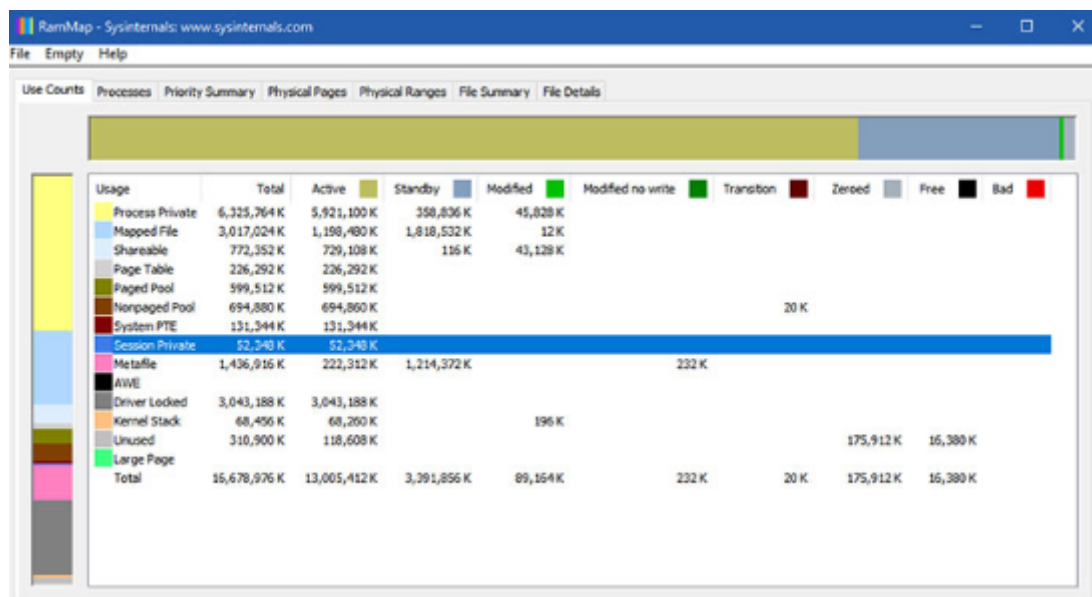 RamMap - Sysinternals: www.sysinternals.com
File Empty Help
Use Counts Processes Priority Summary Physical Pages Physical Ranges File Summary File Details
Usage Total Active Standby Modified Modified no write Transition Zeroed Free Bad
Process Private 6,325,764 K 5,921,100 K 358,836 K 45,828 K
Mapped File 3,017,024 K 1,198,480 K 1,818,532 K 12 K
Shareable 772,352 K 729,108 K 116 K 43,128 K
Page Table 226,292 K 226,292 K
Paged Pool 599,512 K 599,512 K
Nonpaged Pool 694,880 K 694,860 K 20 K
System PTE 131,344 K 131,344 K
Session Private 52,348 K 52,348 K
Metafile 1,436,916 K 222,312 K 1,214,372 K 232 K
AWE
Driver Locked 3,043,188 K 3,043,188 K
Kernel Stack 68,456 K 68,260 K 196 K
Unused 310,900 K 118,608 K 175,912 K 16,380 K
Large Page
Total 16,678,976 K 13,005,412 K 3,391,856 K 89,164 K 232 K 20 K 175,912 K 16,380 K